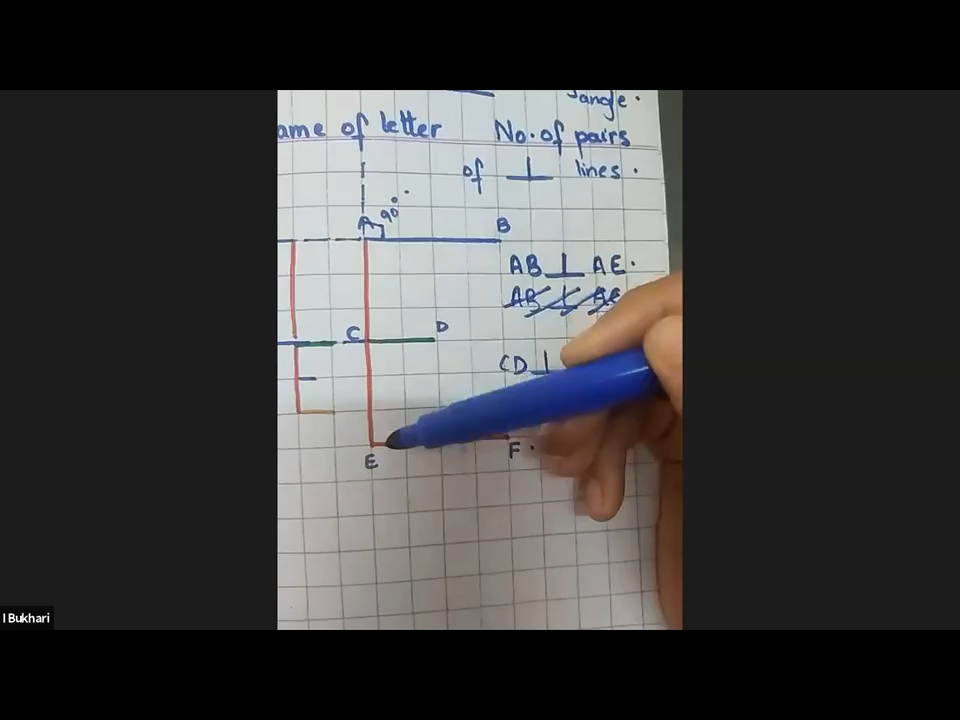 angle.
ame of letter No. of pairs
of ⊥ lines.
A 90° B
AB ⊥ AE.
AB ⊥ AE
C D
CD ⊥
E F.
I Bukhari